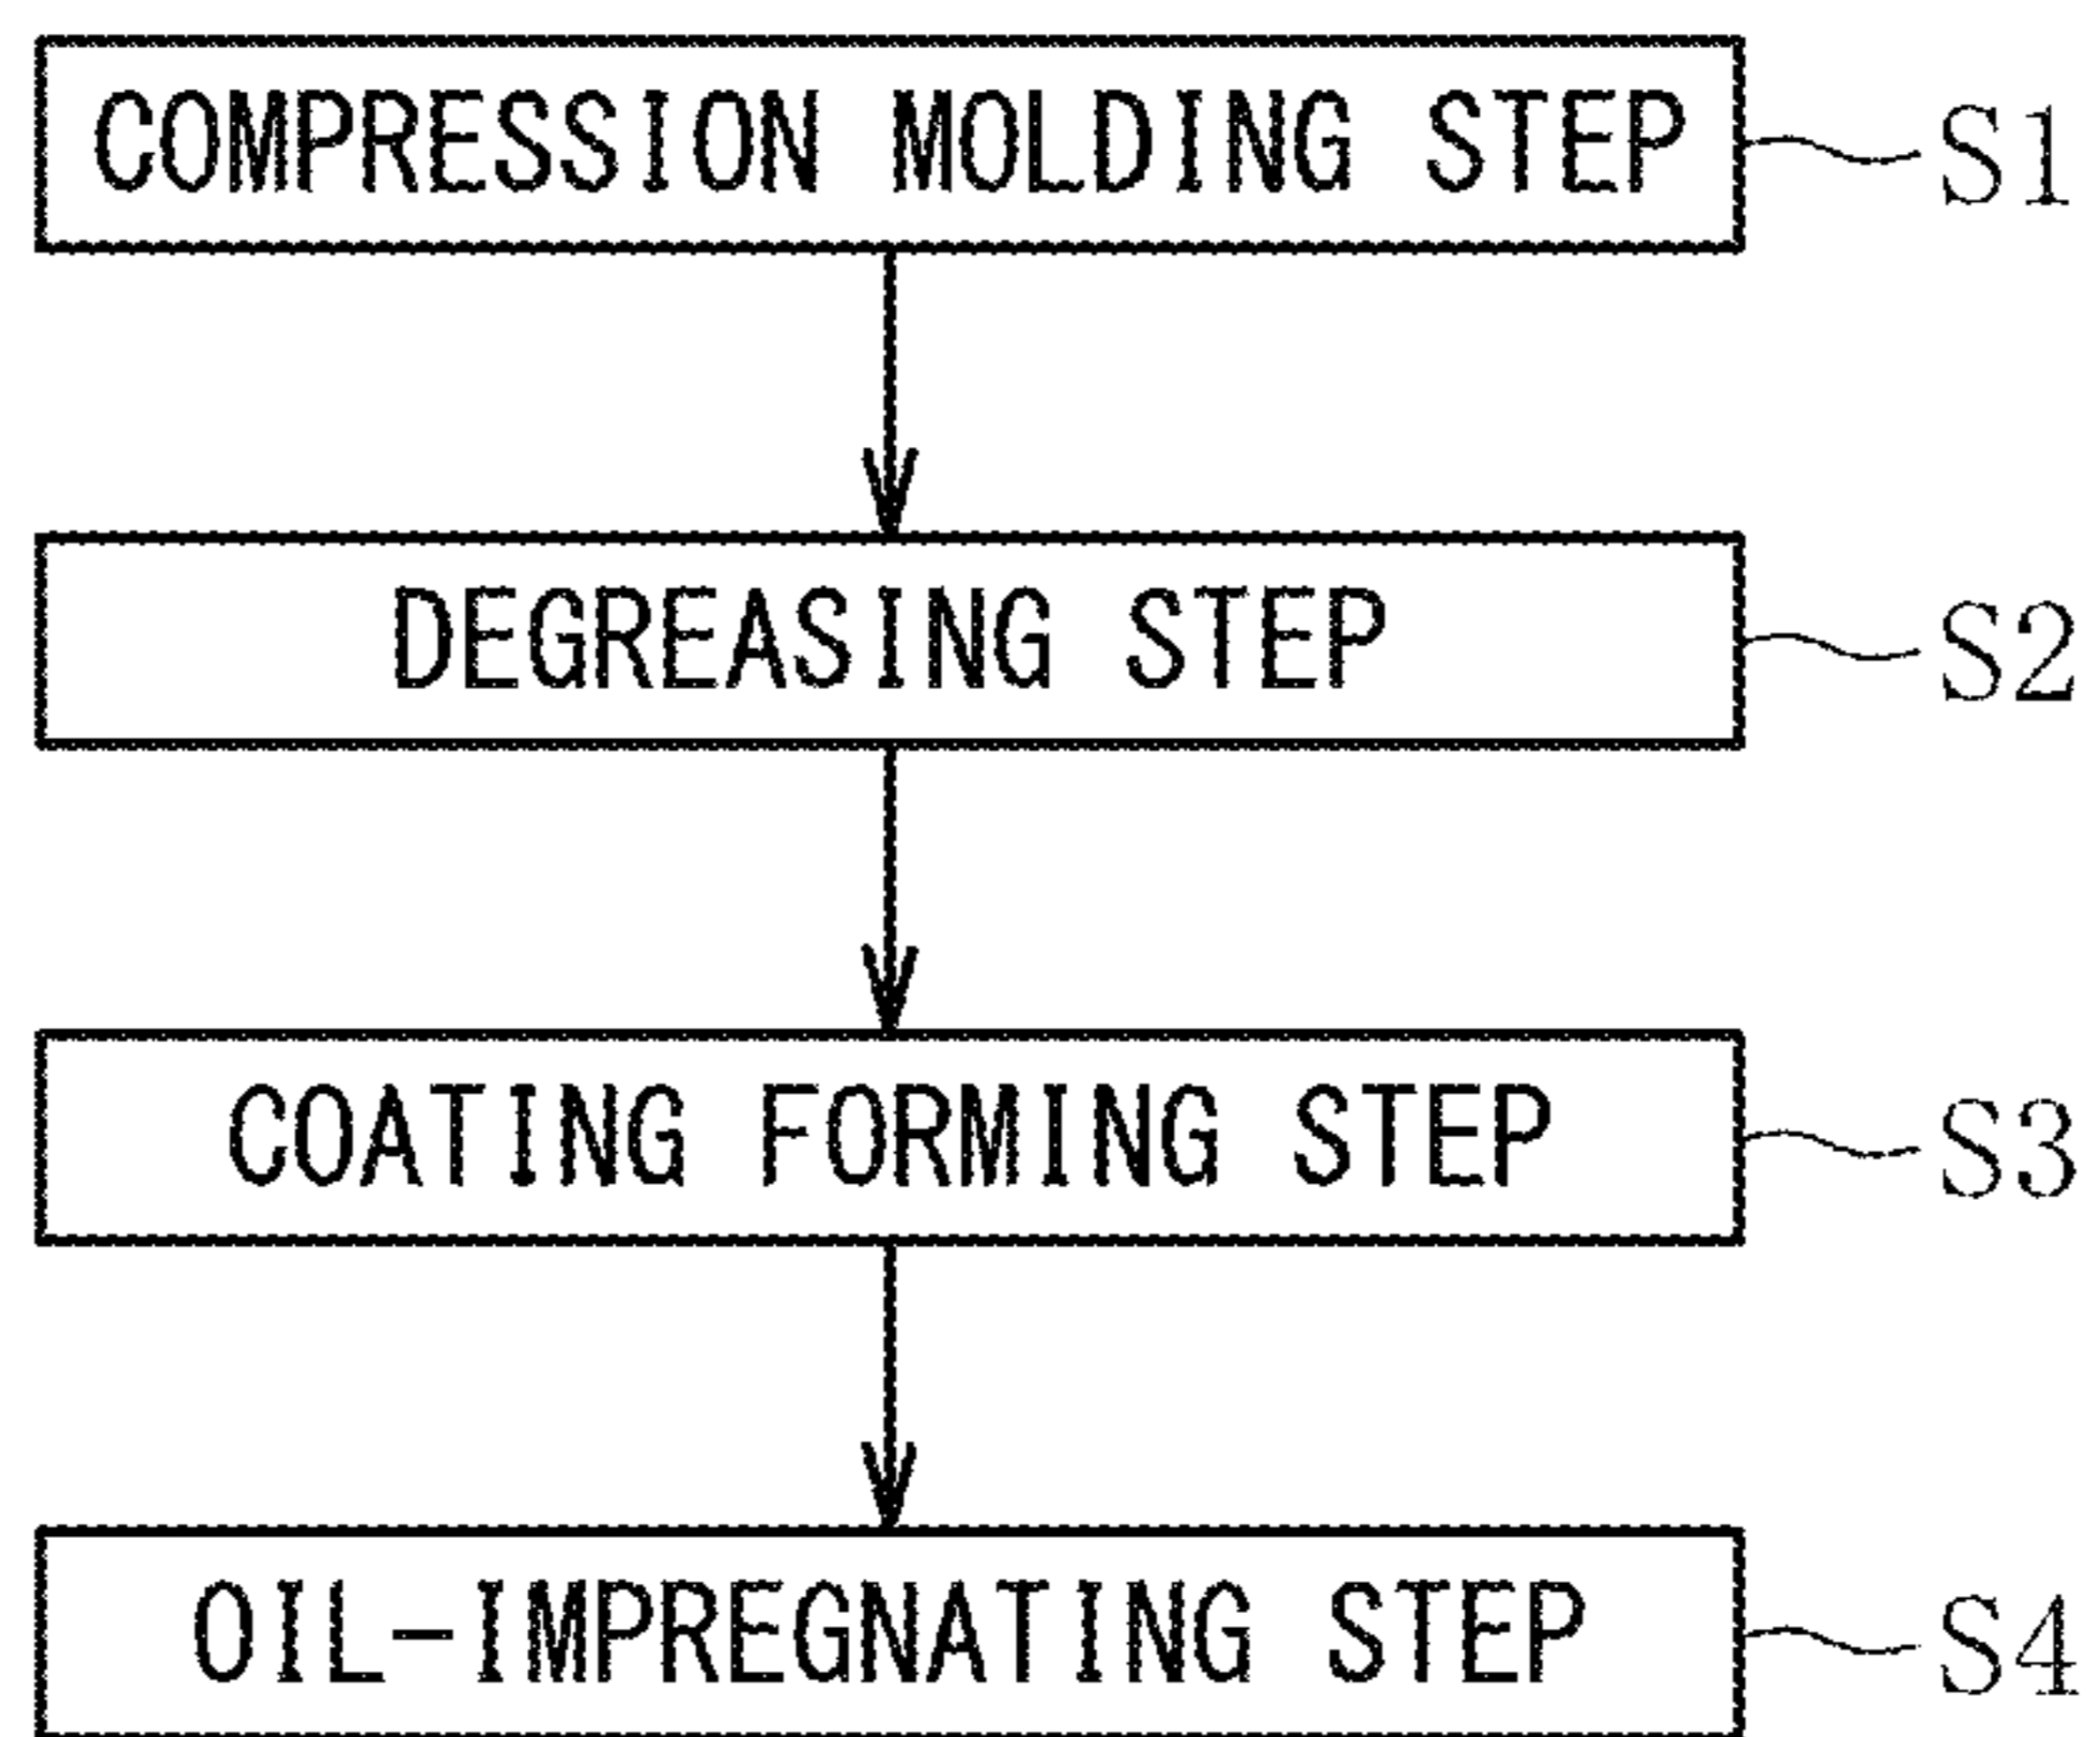 COMPRESSION MOLDING STEP S1
DEGREASING STEP S2
COATING FORMING STEP S3
OIL-IMPREGNATING STEP S4